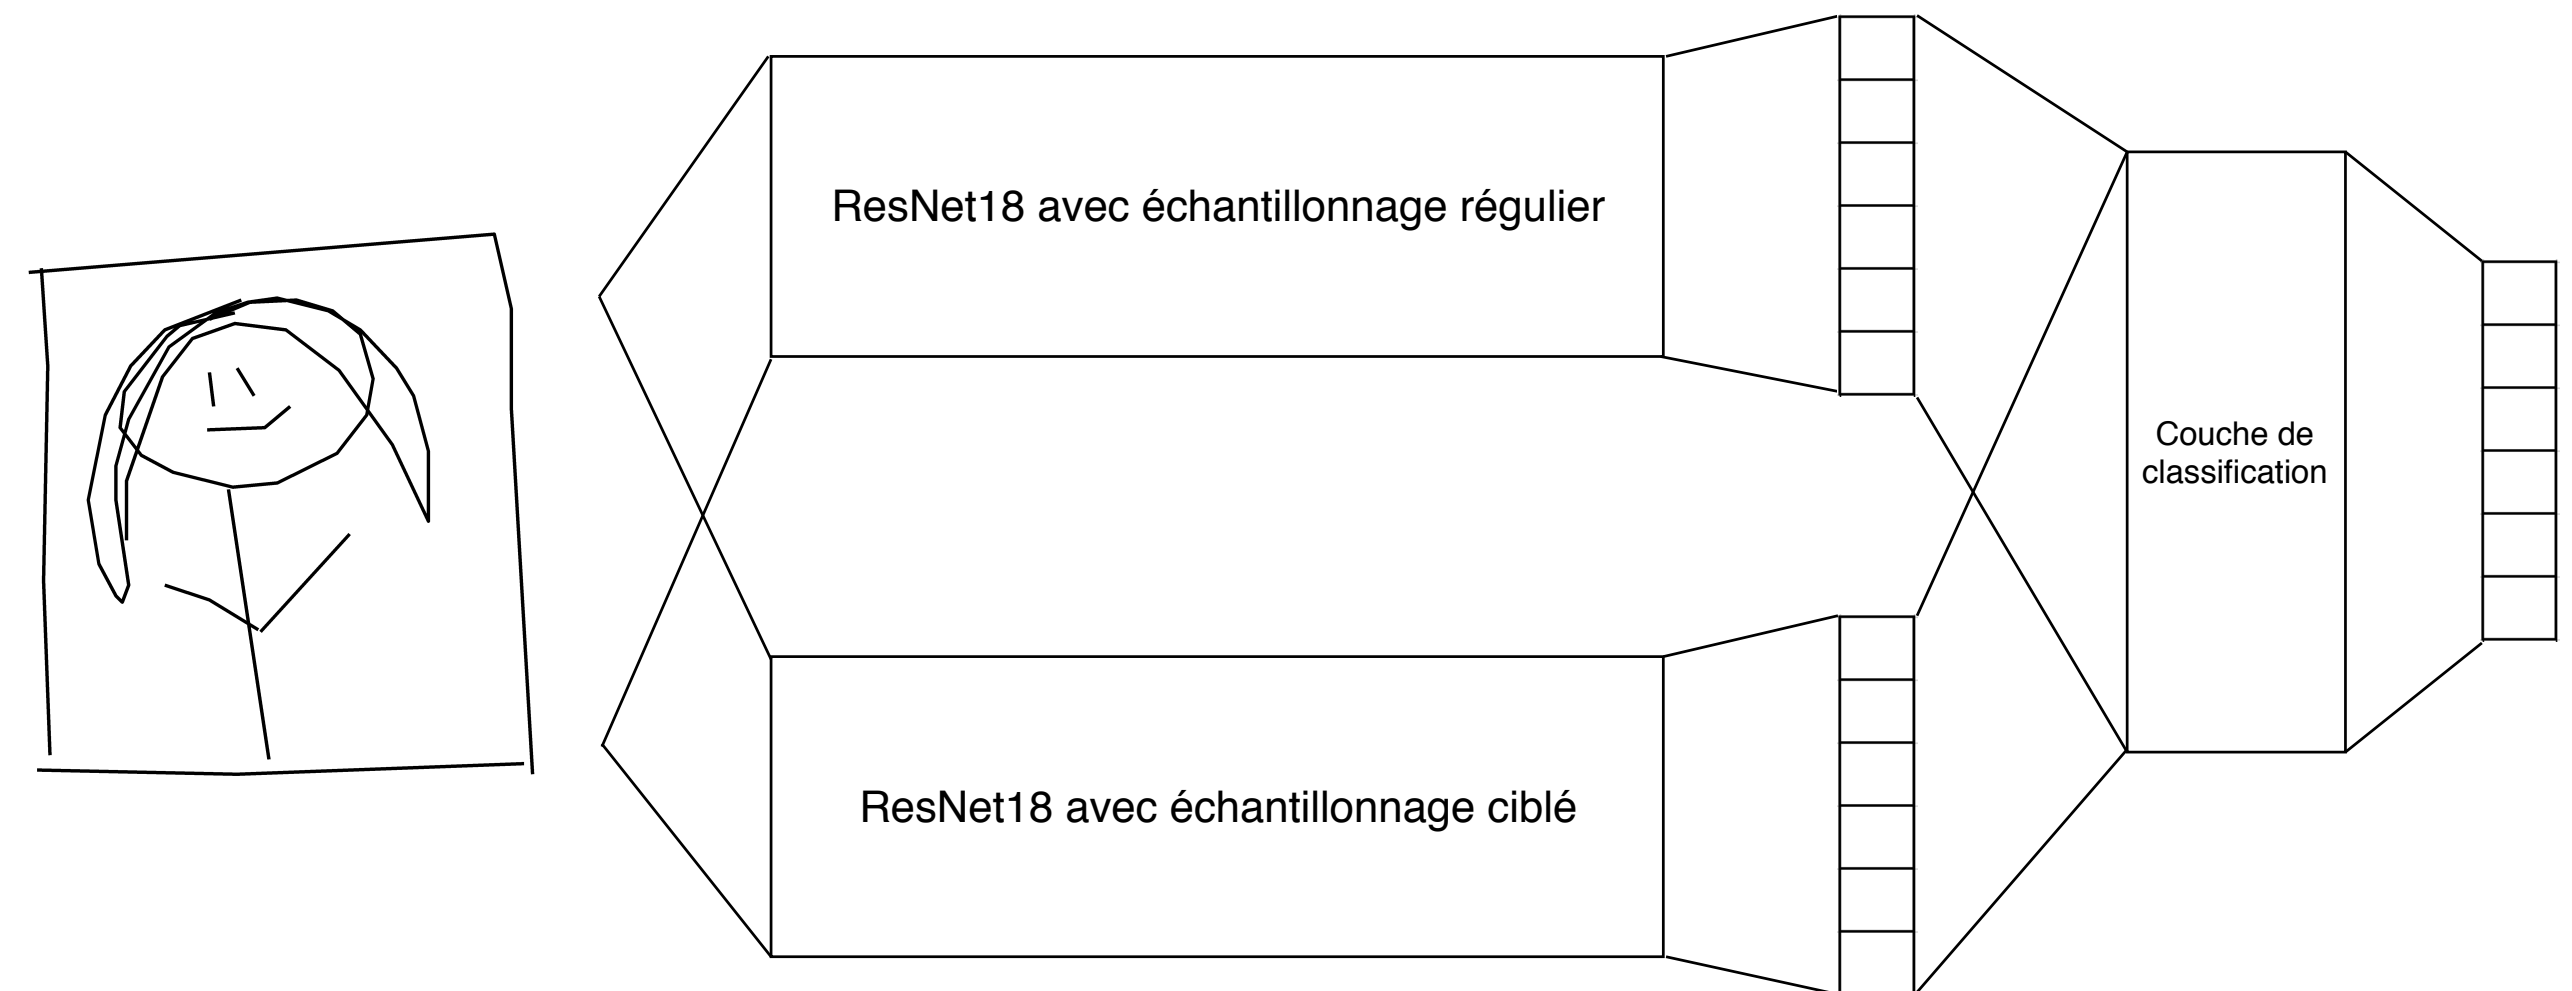 ResNet18 avec échantillonnage régulier
Couche de
classification
ResNet18 avec échantillonnage ciblé